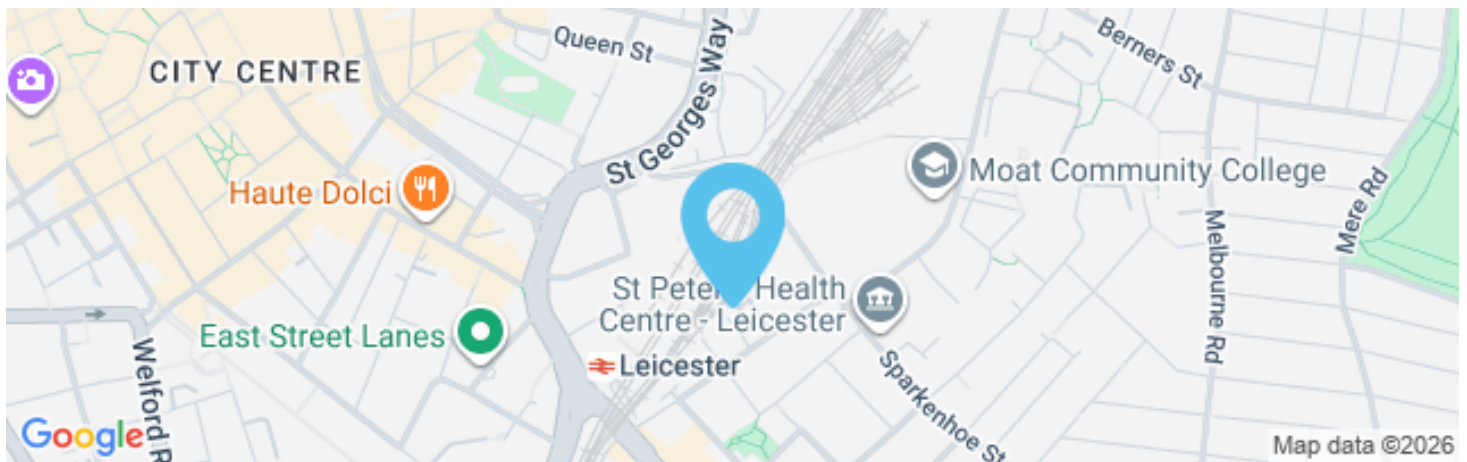 Queen St
CITY CENTRE
St Georges Way
Berners St
Haute Dolci
Moat Community College
Mere Rd
Melbourne Rd
St Peter Health
Centre - Leicester
East Street Lanes
Leicester
Welford R
Sparkenhoe St
Google
Map data ©2026